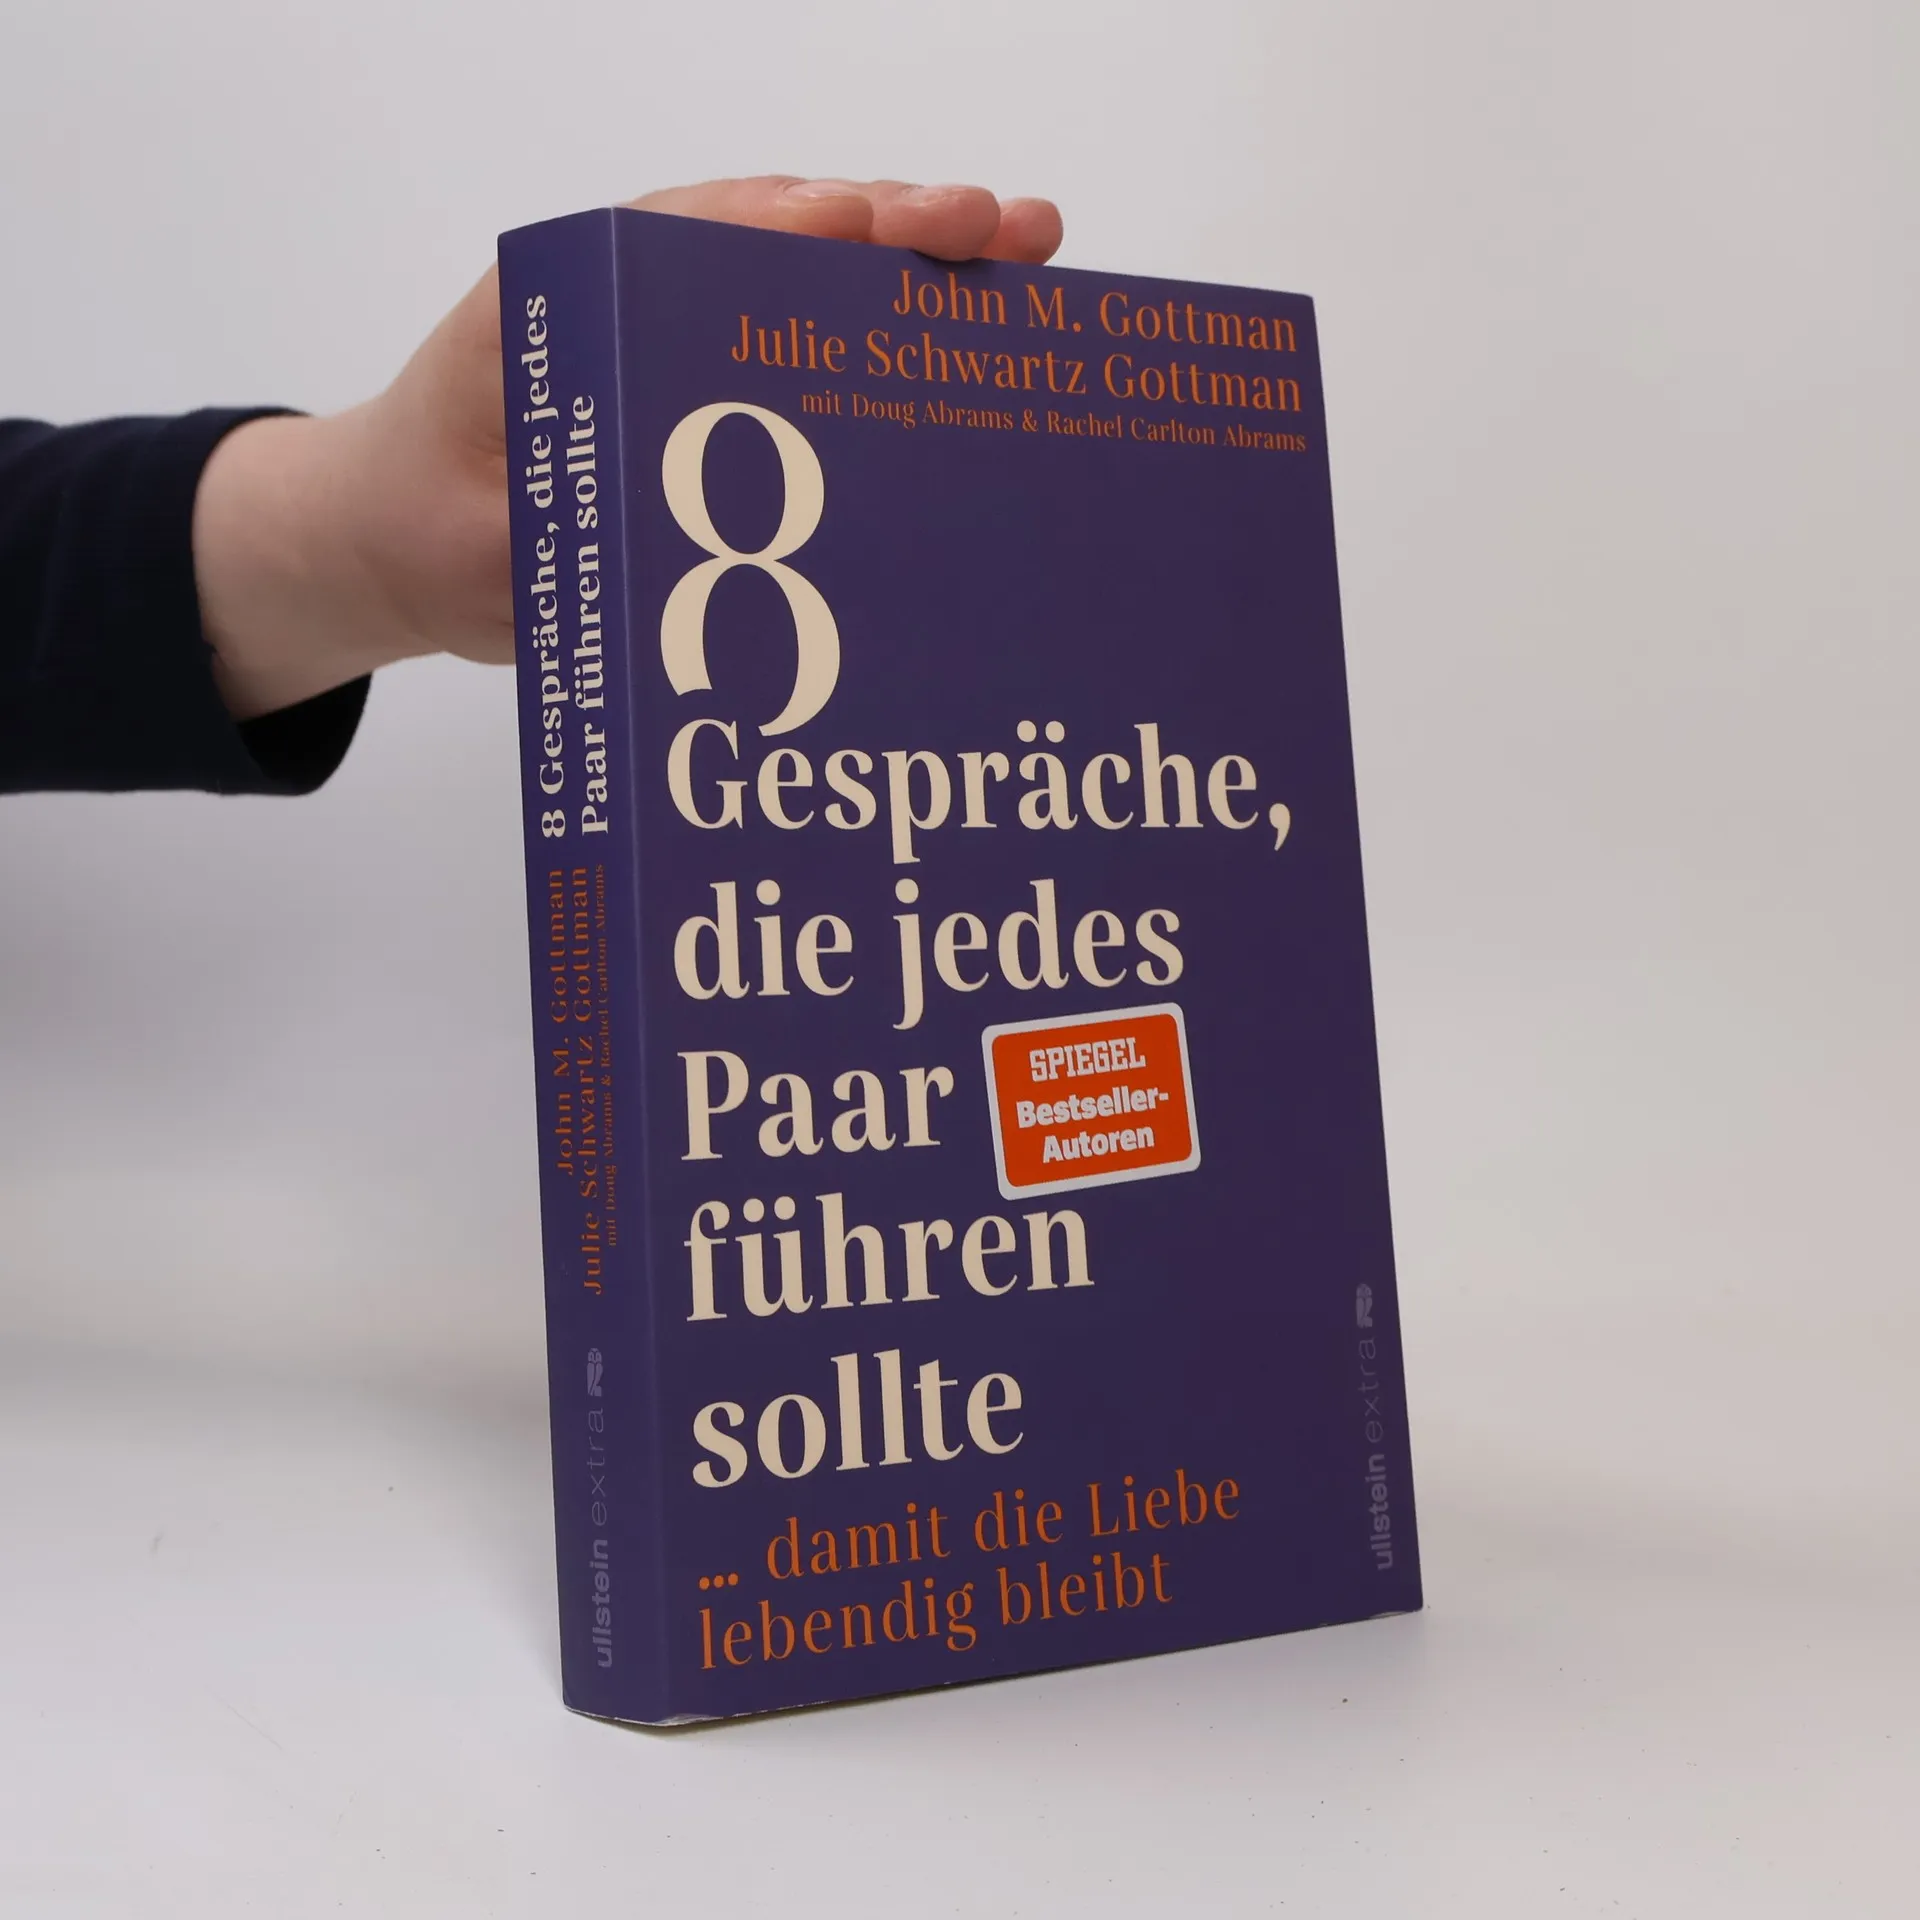 John M. Gottman
Julie Schwartz Gottman
mit Doug Abrams & Rachel Carlton Abrams
8
Gespräche,
die jedes
Paar
führen
sollte
... damit die Liebe
lebendig bleibt
SPIEGEL
Bestseller-
Autoren
ullstein extra
8 Gespräche, die jedes
Paar führen sollte
John M. Gottman
Julie Schwartz Gottman
mit Doug Abrams & Rachel Carlton Abrams
ullstein extra